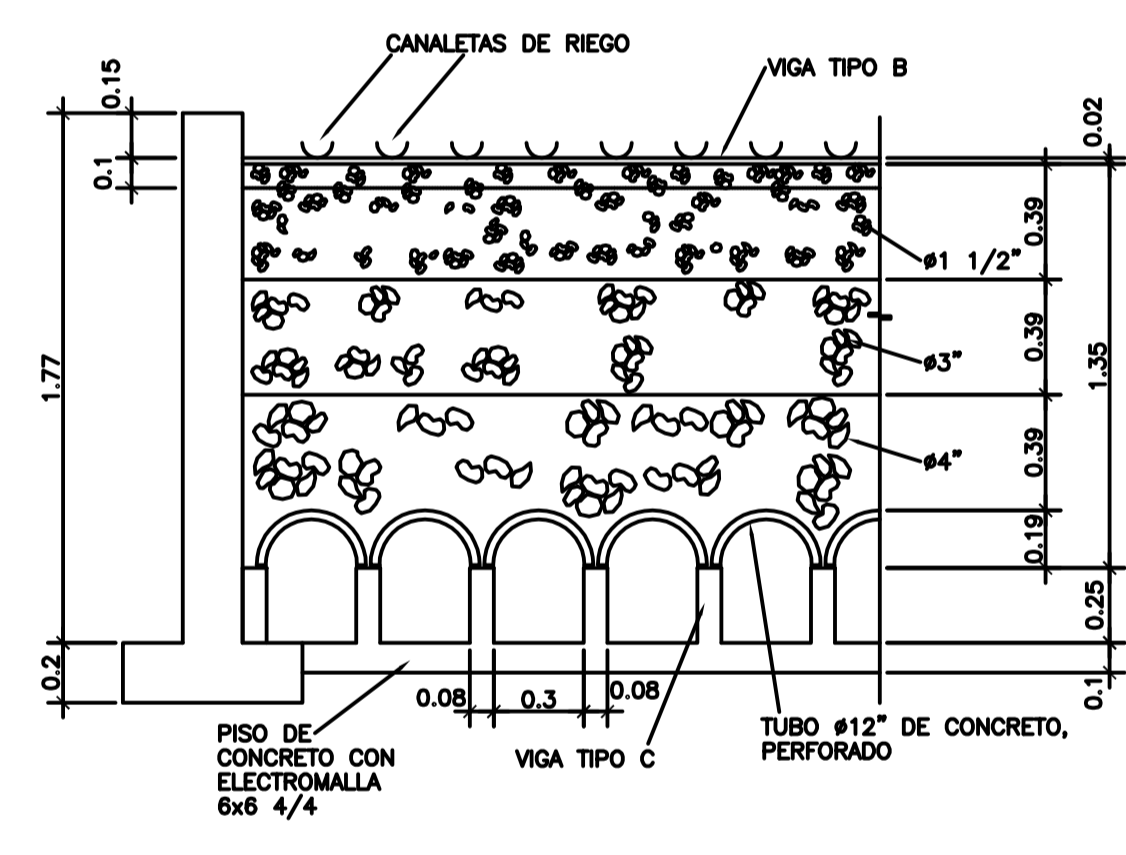 CANALETAS DE RIEGO
VIGA TIPO B
0.15
0.1
0.02
0.39
ø1 1/2"
1.77
0.39
ø3"
1.35
0.39
ø4"
0.19
0.25
0.2
0.1
0.08
0.3
0.08
PISO DE
CONCRETO CON
ELECTROMALLA
6x6 4/4
VIGA TIPO C
TUBO ø12" DE CONCRETO,
PERFORADO